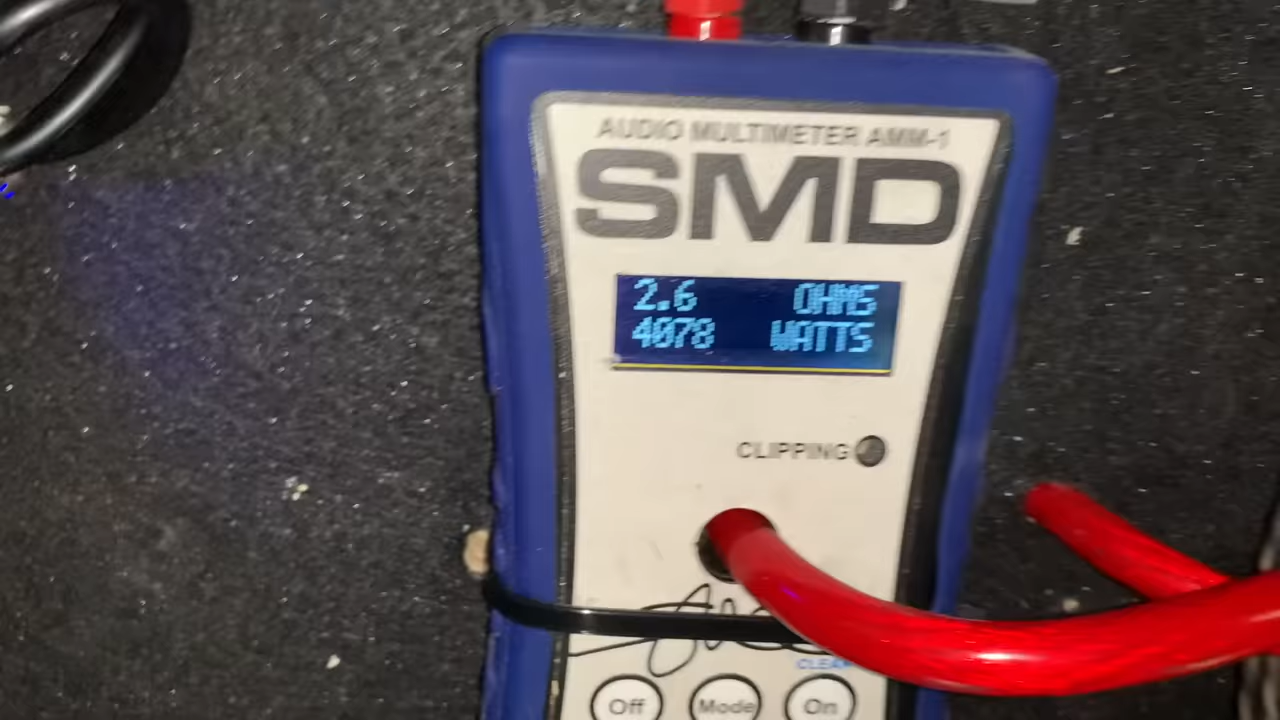 AUDIO MULTIMETER AMM-1
SMD
2.6 OHMS
4078 WATTS
CLIPPING
CLEAR
Off Mode On